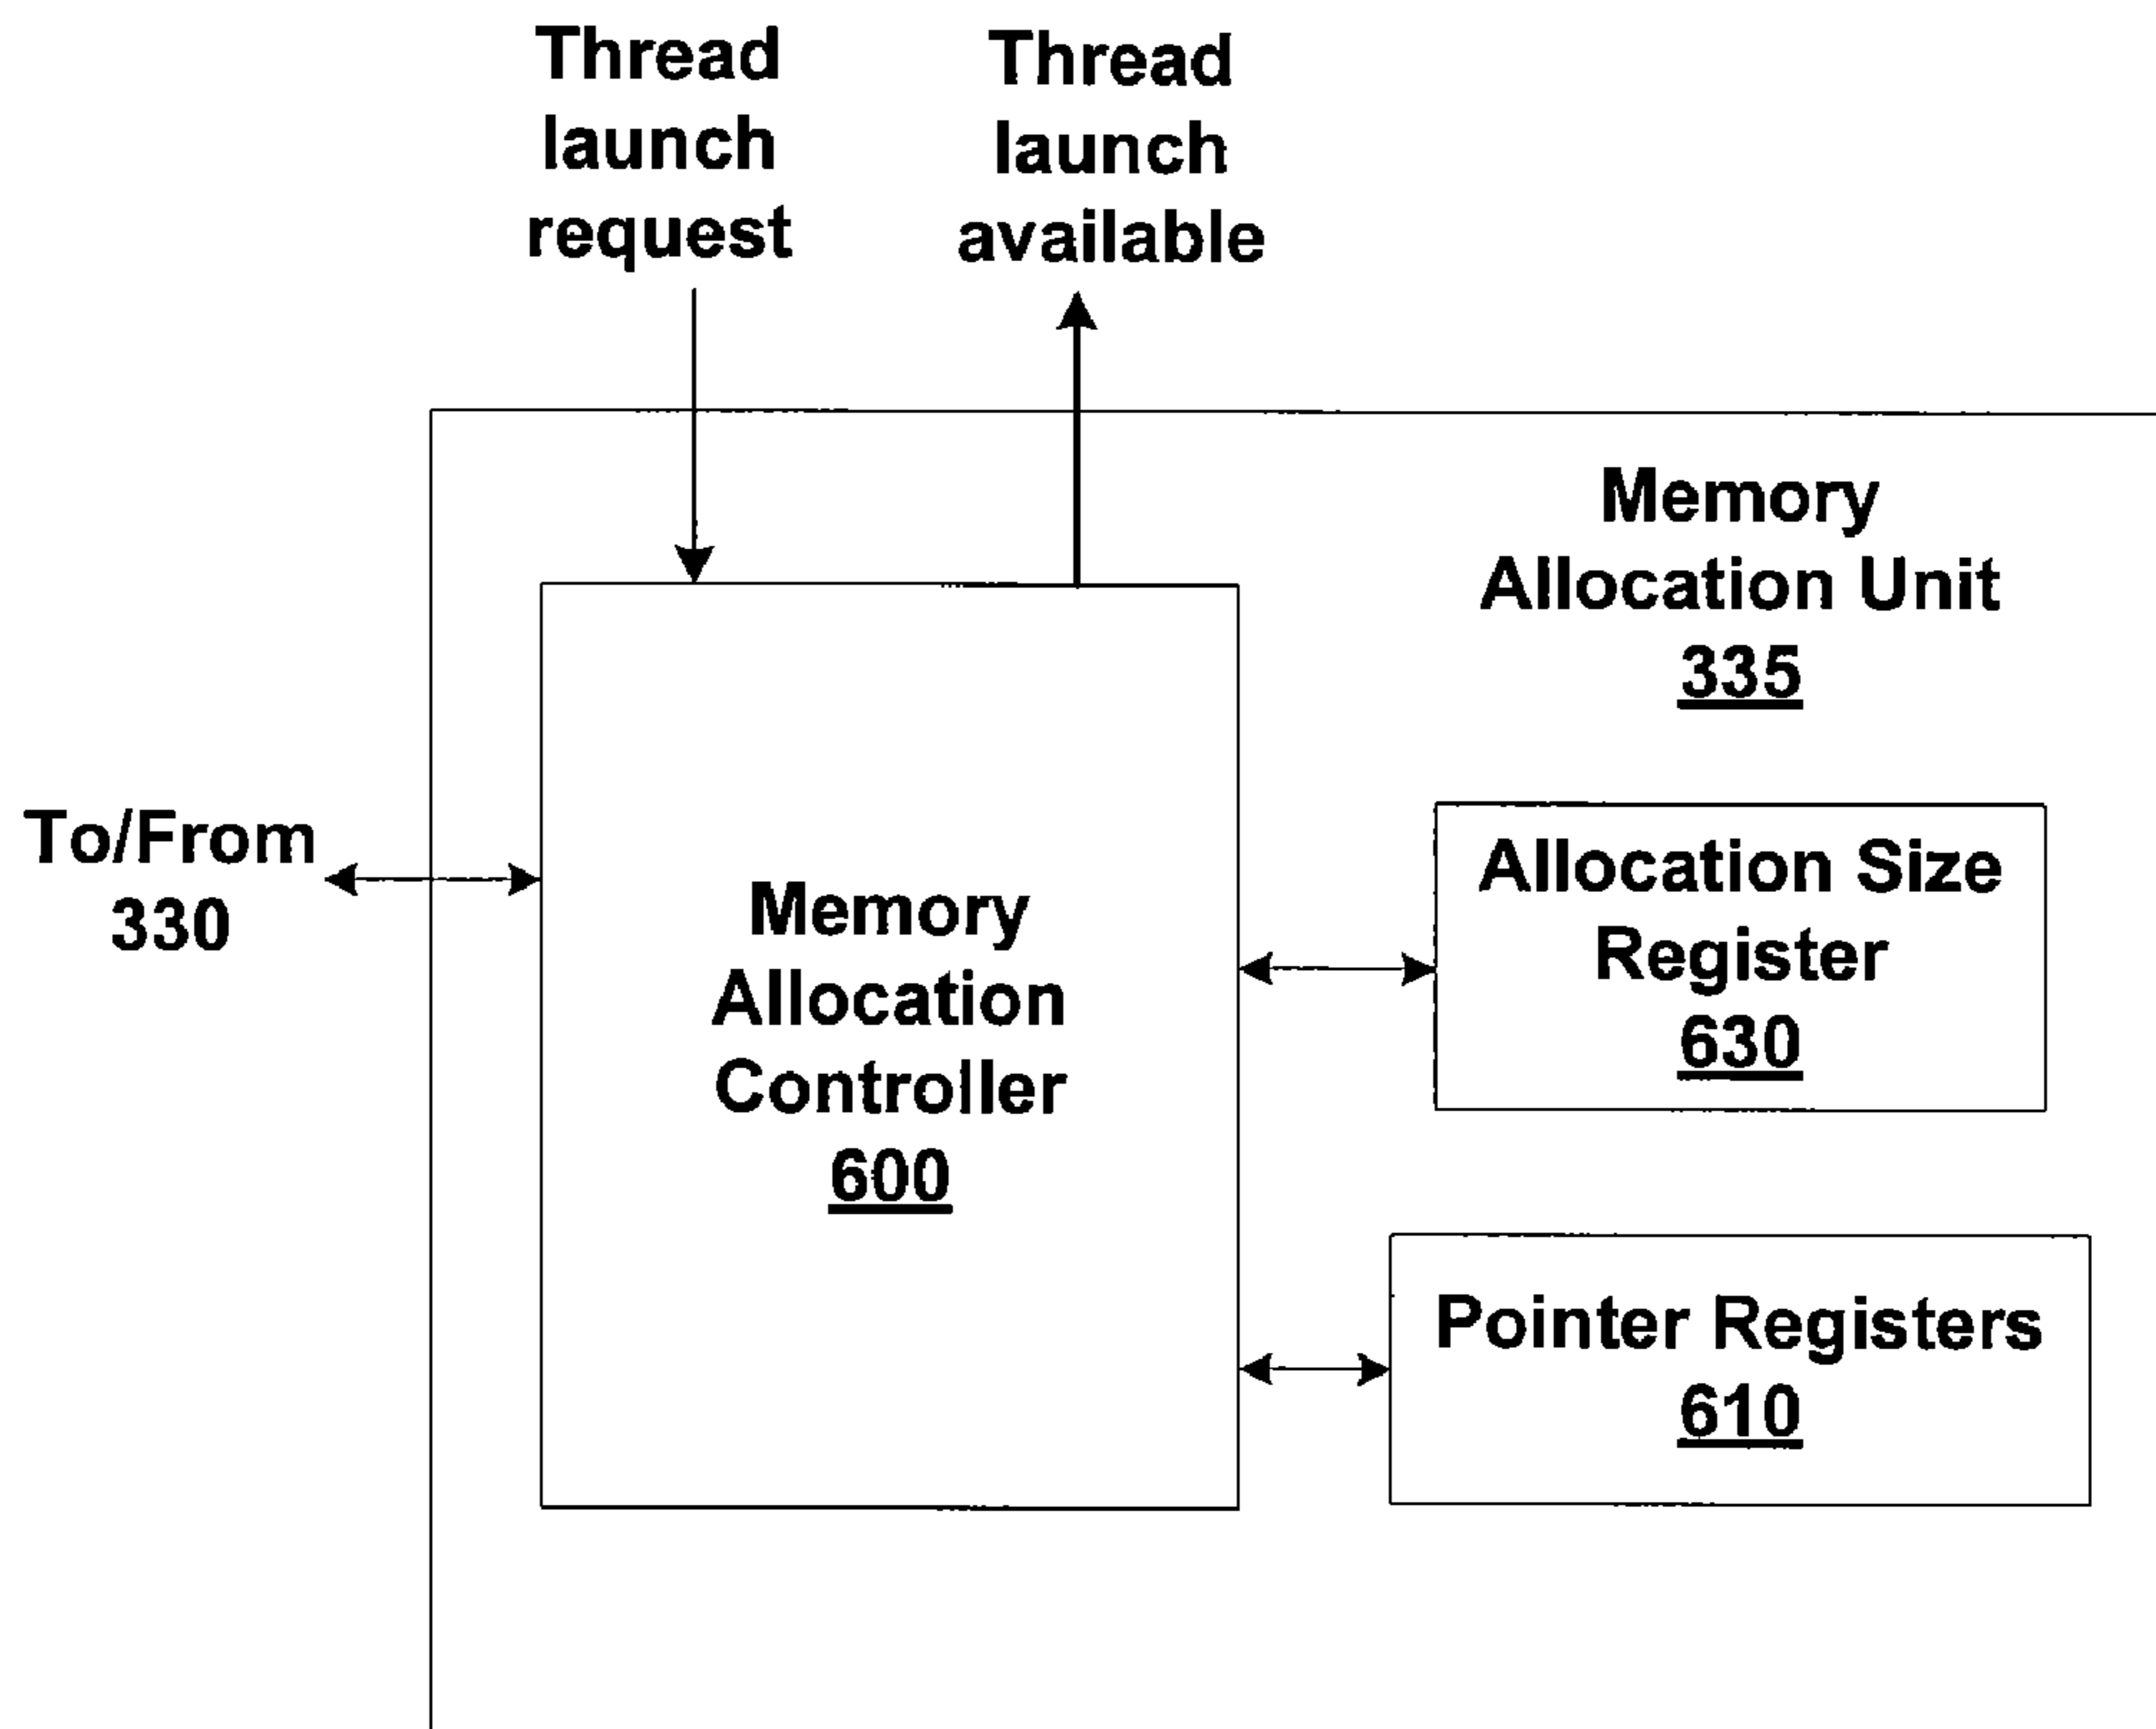 Thread
launch
request
Thread
launch
available
Memory
Allocation Unit
335
To/From
330
Memory
Allocation
Controller
600
Allocation Size
Register
630
Pointer Registers
610